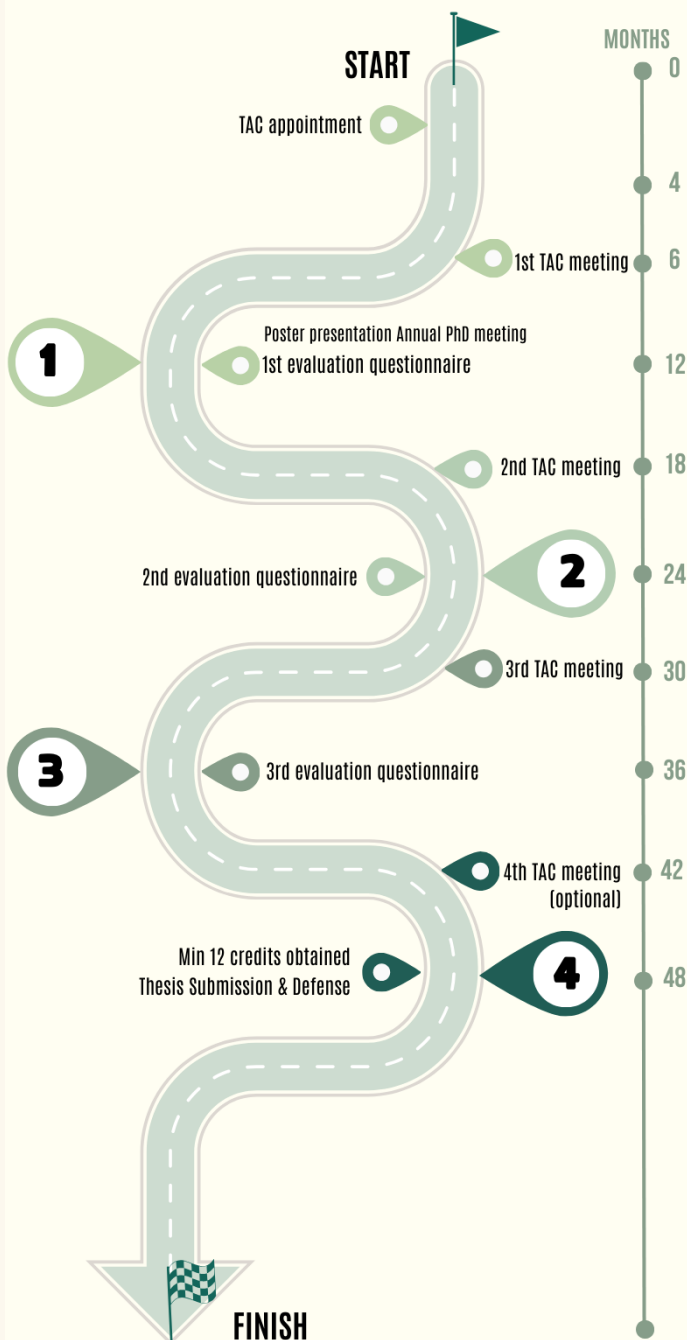 MONTHS
START
0
TAC appointment
4
1st TAC meeting
6
Poster presentation Annual PhD meeting
1
1st evaluation questionnaire
12
2nd TAC meeting
18
2nd evaluation questionnaire
2
24
3rd TAC meeting
30
3
3rd evaluation questionnaire
36
4th TAC meeting
(optional)
42
Min 12 credits obtained
Thesis Submission & Defense
4
48
FINISH